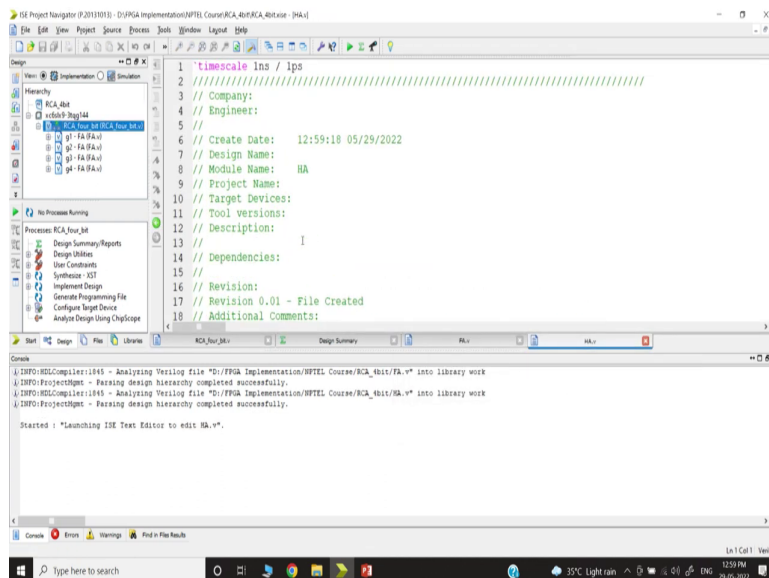 ISE Project Navigator (P.20131013) - D:\FPGA Implementation\NPTEL Course\RCA_4bit\RCA_4bit.xise - [HA.v]
File Edit View Project Source Process Tools Window Layout Help
Design
View: Implementation Simulation
Hierarchy
RCA_4bit
xc6slx9-3tqg144
RCA_four_bit (RCA_four_bit.v)
g1 - FA (FA.v)
g2 - FA (FA.v)
g3 - FA (FA.v)
g4 - FA (FA.v)
No Processes Running
Processes: RCA_four_bit
Design Summary/Reports
Design Utilities
User Constraints
Synthesize - XST
Implement Design
Generate Programming File
Configure Target Device
Analyze Design Using ChipScope
Start Design Files Libraries
1 `timescale 1ns / 1ps
2 //////////////////////////////////////////////////////////////////////////////////
3 // Company:
4 // Engineer:
5 //
6 // Create Date: 12:59:18 05/29/2022
7 // Design Name:
8 // Module Name: HA
9 // Project Name:
10 // Target Devices:
11 // Tool versions:
12 // Description:
13 //
14 // Dependencies:
15 //
16 // Revision:
17 // Revision 0.01 - File Created
18 // Additional Comments:
RCA_four_bit.v Design Summary FA.v HA.v
Console
INFO:HDLCompiler:1845 - Analyzing Verilog file "D:/FPGA Implementation/NPTEL Course/RCA_4bit/FA.v" into library work
INFO:ProjectMgmt - Parsing design hierarchy completed successfully.
INFO:HDLCompiler:1845 - Analyzing Verilog file "D:/FPGA Implementation/NPTEL Course/RCA_4bit/HA.v" into library work
INFO:ProjectMgmt - Parsing design hierarchy completed successfully.
Started : "Launching ISE Text Editor to edit HA.v".
Console Errors Warnings Find in Files Results
Ln 1 Col 1 Veri
Type here to search
35°C Light rain ENG 12:59 PM
29-05-2022